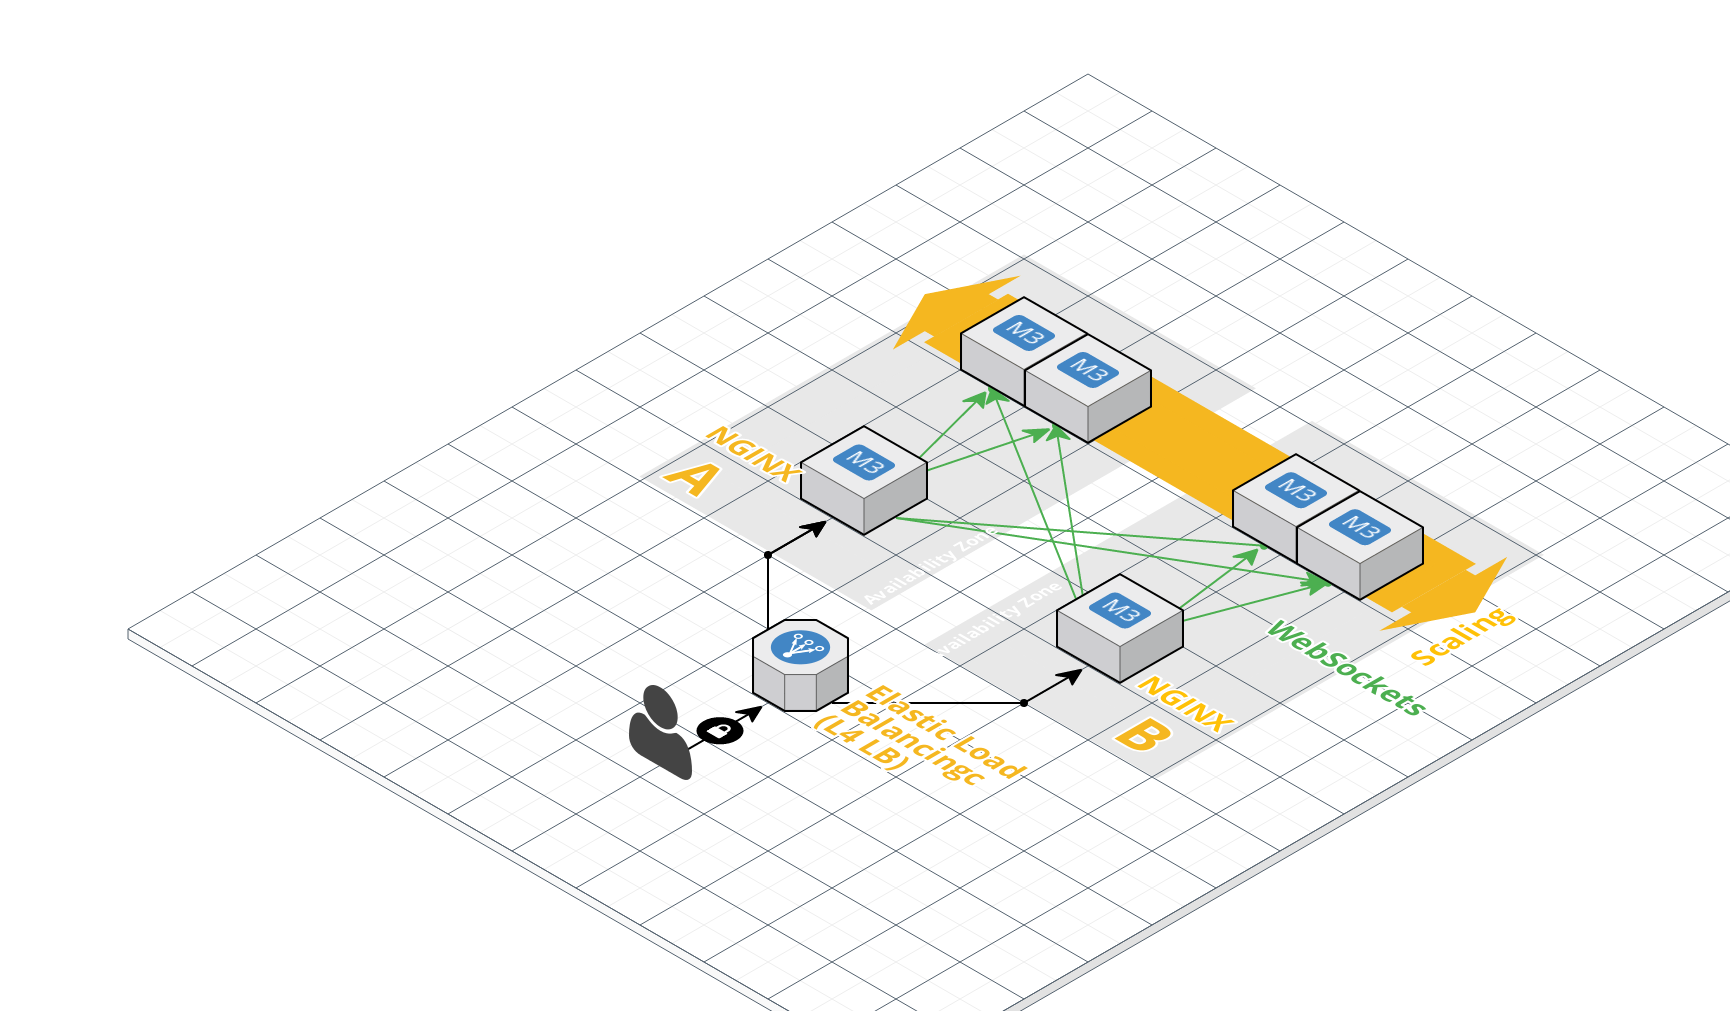 M3
M3
NGINX
A
M3
M3
M3
Availability Zone
Availability Zone
M3
Scaling
WebSockets
NGINX
B
Elastic Load
Balancingc
(L4 LB)